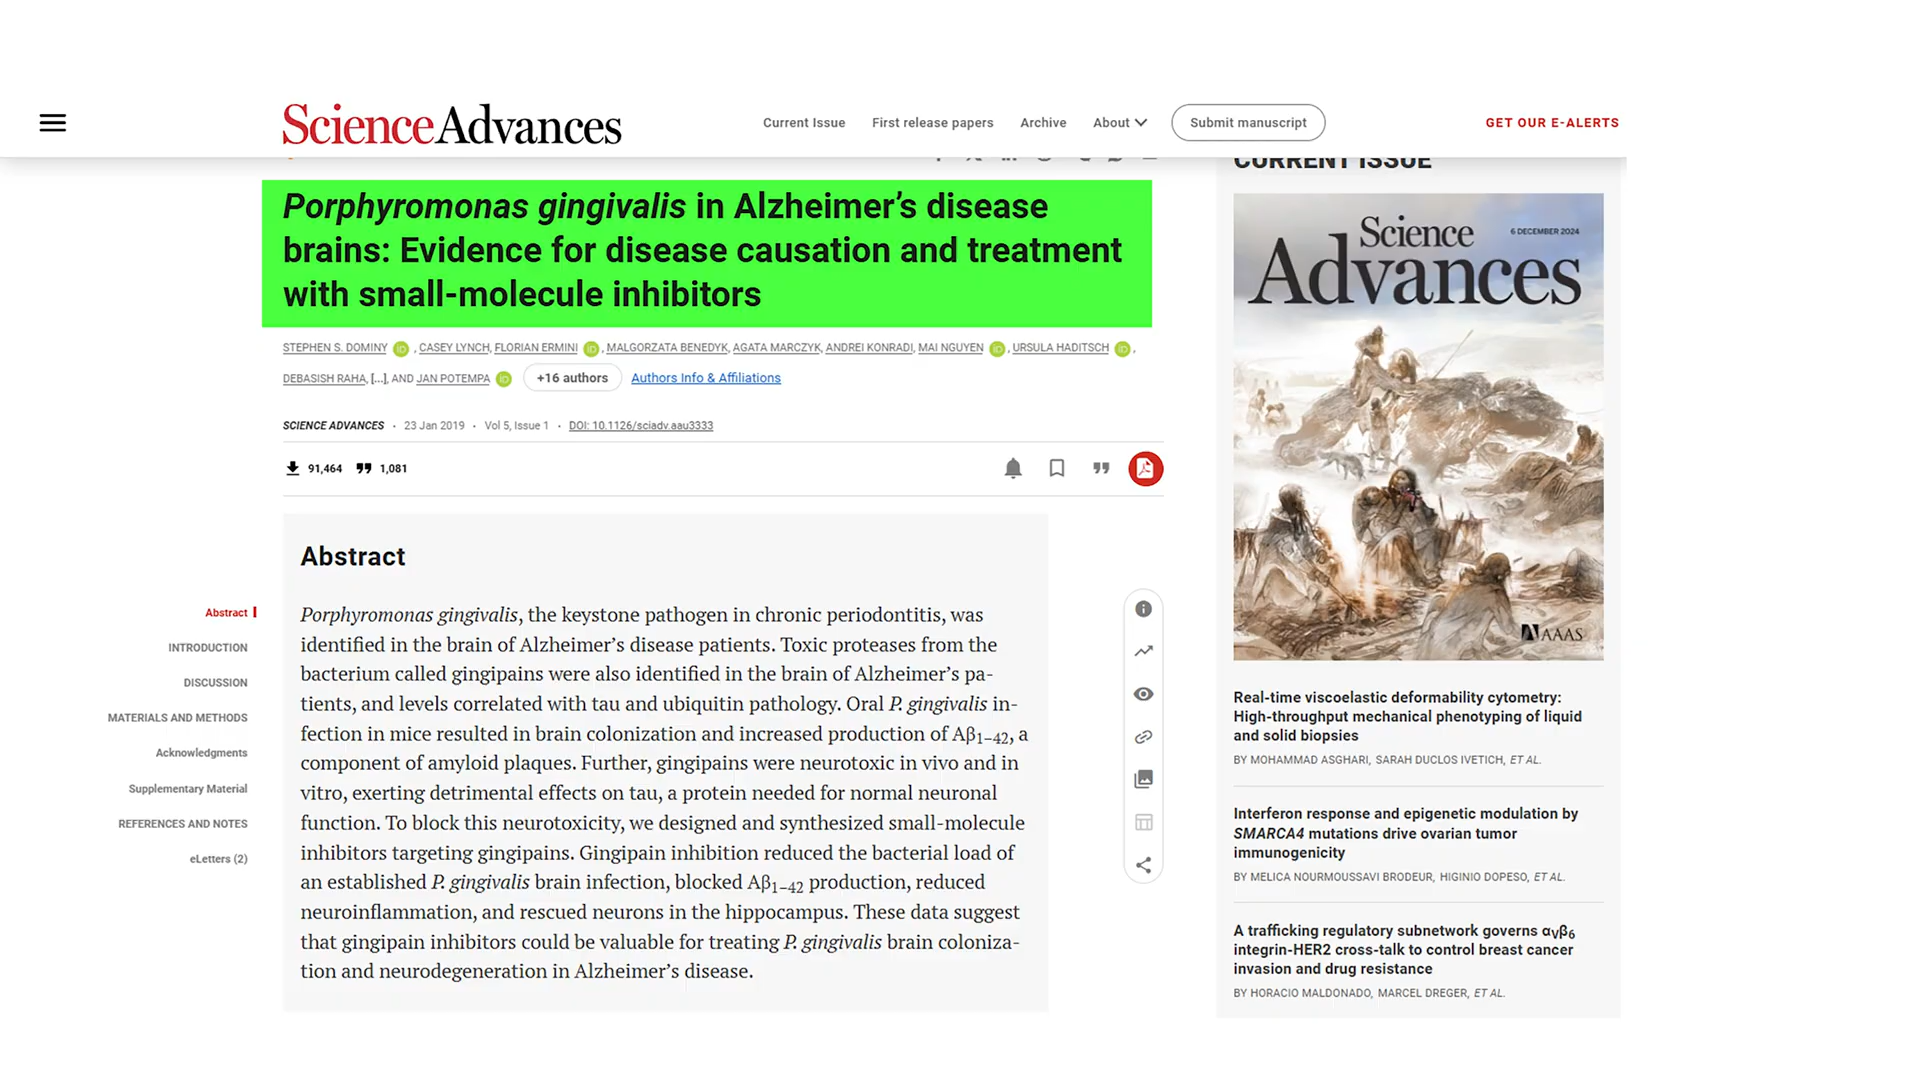 Science Advances
Current Issue
First release papers
Archive
About
Submit manuscript
GET OUR E-ALERTS
Porphyromonas gingivalis in Alzheimer’s disease
brains: Evidence for disease causation and treatment
with small-molecule inhibitors
STEPHEN S. DOMINY iD , CASEY LYNCH, FLORIAN ERMINI iD , MALGORZATA BENEDYK, AGATA MARCZYK, ANDREI KONRADI, MAI NGUYEN iD , URSULA HADITSCH iD ,
DEBASISH RAHA, [...], AND JAN POTEMPA iD +16 authors Authors Info & Affiliations
SCIENCE ADVANCES · 23 Jan 2019 · Vol 5, Issue 1 · DOI: 10.1126/sciadv.aau3333
91,464 1,081
Abstract
INTRODUCTION
DISCUSSION
MATERIALS AND METHODS
Acknowledgments
Supplementary Material
REFERENCES AND NOTES
eLetters (2)
Abstract
Porphyromonas gingivalis, the keystone pathogen in chronic periodontitis, was
identified in the brain of Alzheimer’s disease patients. Toxic proteases from the
bacterium called gingipains were also identified in the brain of Alzheimer’s pa-
tients, and levels correlated with tau and ubiquitin pathology. Oral P. gingivalis in-
fection in mice resulted in brain colonization and increased production of Aβ1–42, a
component of amyloid plaques. Further, gingipains were neurotoxic in vivo and in
vitro, exerting detrimental effects on tau, a protein needed for normal neuronal
function. To block this neurotoxicity, we designed and synthesized small-molecule
inhibitors targeting gingipains. Gingipain inhibition reduced the bacterial load of
an established P. gingivalis brain infection, blocked Aβ1–42 production, reduced
neuroinflammation, and rescued neurons in the hippocampus. These data suggest
that gingipain inhibitors could be valuable for treating P. gingivalis brain coloniza-
tion and neurodegeneration in Alzheimer’s disease.
CURRENT ISSUE
Science
Advances
6 DECEMBER 2024
AAAS
Real-time viscoelastic deformability cytometry:
High-throughput mechanical phenotyping of liquid
and solid biopsies
BY MOHAMMAD ASGHARI, SARAH DUCLOS IVETICH, ET AL.
Interferon response and epigenetic modulation by
SMARCA4 mutations drive ovarian tumor
immunogenicity
BY MELICA NOURMOUSSAVI BRODEUR, HIGINIO DOPESO, ET AL.
A trafficking regulatory subnetwork governs αvβ6
integrin-HER2 cross-talk to control breast cancer
invasion and drug resistance
BY HORACIO MALDONADO, MARCEL DREGER, ET AL.